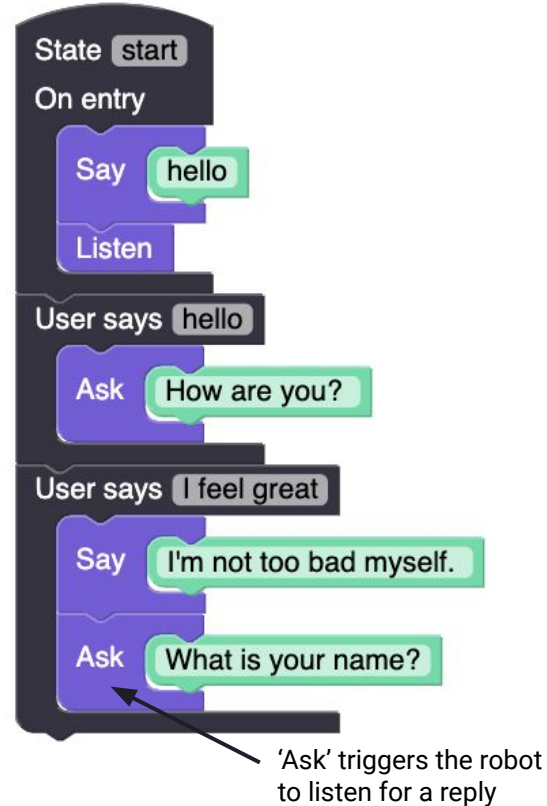 State start
On entry
Say hello
Listen
User says hello
Ask How are you?
User says I feel great
Say I'm not too bad myself.
Ask What is your name?
‘Ask’ triggers the robot
to listen for a reply